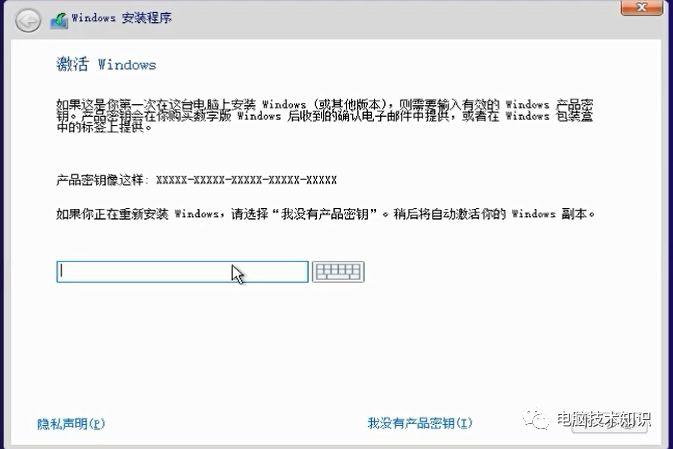 Windows 安装程序
激活 Windows
如果这是你第一次在这台电脑上安装 Windows (或其他版本)，则需要输入有效的 Windows 产品密
钥。产品密钥会在你购买数字版 Windows 后收到的确认电子邮件中提供，或者在 Windows 包装盒
中的标签上提供。
产品密钥像这样: XXXXX-XXXXX-XXXXX-XXXXX-XXXXX
如果你正在重新安装 Windows，请选择“我没有产品密钥”。稍后将自动激活你的 Windows 副本。
隐私声明(P)
我没有产品密钥(I)
电脑技术知识